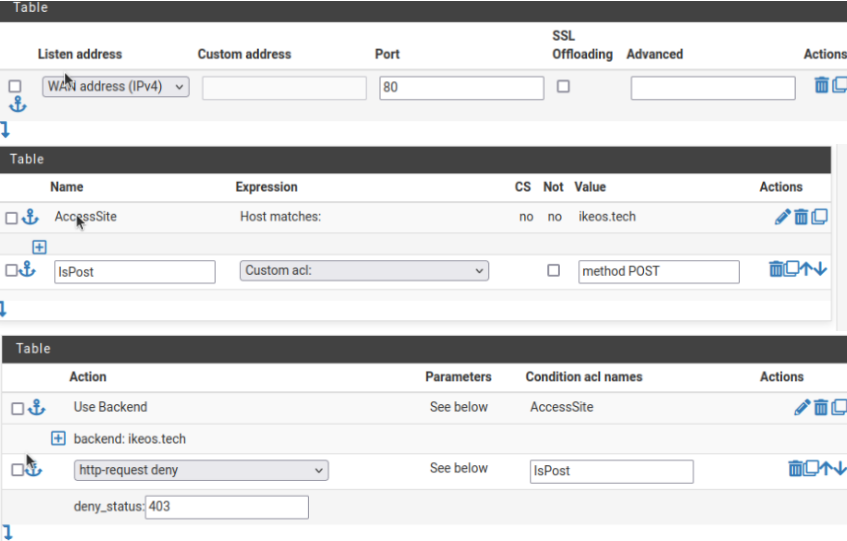 Table
Listen address Custom address Port SSL Offloading Advanced Actions
WAN address (IPv4) 80
Table
Name Expression CS Not Value Actions
AccessSite Host matches: no no ikeos.tech
IsPost Custom acl: method POST
Table
Action Parameters Condition acl names Actions
Use Backend See below AccessSite
backend: ikeos.tech
http-request deny See below IsPost
deny_status: 403